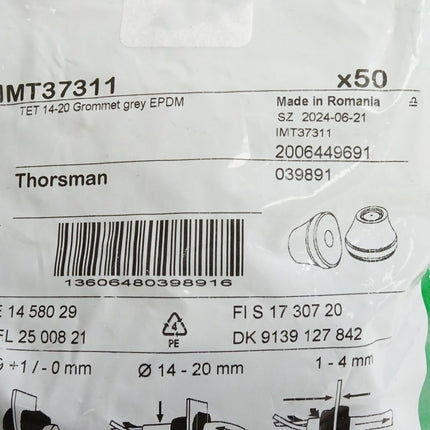 IMT37311 x50
TET 14-20 Grommet grey EPDM
Made in Romania
SZ 2024-06-21
IMT37311
2006449691
Thorsman 039891
13606480398916
E 14 580 29 FI S 17 307 20
FL 25 008 21 DK 9139 127 842
4
PE
+1 / - 0 mm Ø 14 - 20 mm 1 - 4 mm